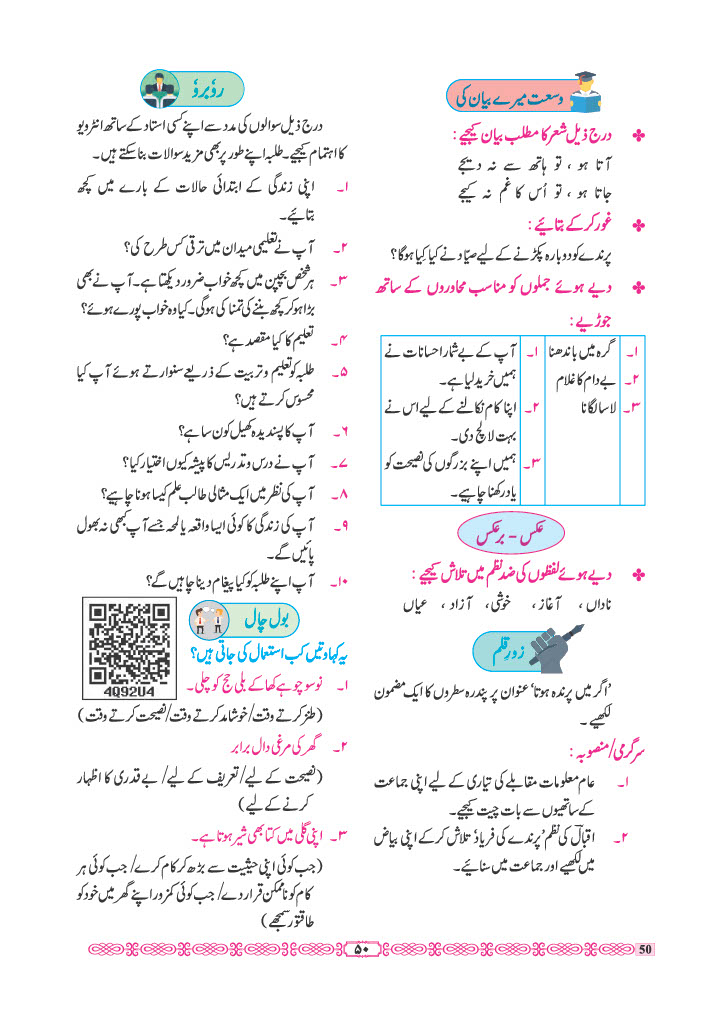 وسعت میرے بیان کی
درج ذیل شعر کا مطلب بیان کیجیے :
آتا ہو ، تو ہاتھ سے نہ دیجے
جاتا ہو ، تو اُس کا غم نہ کیجے
غور کر کے بتائیے :
پرندے کو دوبارہ پکڑنے کے لیے صیّاد نے کیا کِیا ہوگا؟
دیے ہوئے جملوں کو مناسب محاوروں کے ساتھ
جوڑیے :
۱۔ گرہ میں باندھنا
۲۔ بے دام کا غلام
۳۔ لاسا لگانا
۱۔ آپ کے بے شمار احسانات نے
ہمیں خرید لیا ہے۔
۲۔ اپنا کام نکالنے کے لیے اس نے
بہت لالچ دی۔
۳۔ ہمیں اپنے بزرگوں کی نصیحت کو
یاد رکھنا چاہیے۔
عکس - برعکس
دیے ہوئے لفظوں کی ضد نظم میں تلاش کیجیے :
ناداں ، آغاز ، خوشی، آزاد ، عیاں
زورِ قلم
’اگر میں پرندہ ہوتا‘ عنوان پر پندرہ سطروں کا ایک مضمون
لکھیے ۔
سرگرمی/منصوبہ :
۱۔ عام معلومات مقابلے کی تیاری کے لیے اپنی جماعت
کے ساتھیوں سے بات چیت کیجیے۔
۲۔ اقبالؔ کی نظم ’پرندے کی فریاد‘ تلاش کر کے اپنی بیاض
میں لکھیے اور جماعت میں سنائیے۔
روٗبروٗ
درج ذیل سوالوں کی مدد سے اپنے کسی استاد کے ساتھ انٹرویو
کا اہتمام کیجیے۔ طلبہ اپنے طور پر بھی مزید سوالات بنا سکتے ہیں۔
۱۔ اپنی زندگی کے ابتدائی حالات کے بارے میں کچھ
بتائیے۔
۲۔ آپ نے تعلیمی میدان میں ترقی کس طرح کی؟
۳۔ ہر شخص بچپن میں کچھ خواب ضرور دیکھتا ہے۔ آپ نے بھی
بڑا ہو کر کچھ بننے کی تمنا کی ہوگی۔ کیا وہ خواب پورے ہوئے؟
۴۔ تعلیم کا کیا مقصد ہے؟
۵۔ طلبہ کو تعلیم و تربیت کے ذریعے سنوارتے ہوئے آپ کیا
محسوس کرتے ہیں؟
۶۔ آپ کا پسندیدہ کھیل کون سا ہے؟
۷۔ آپ نے درس و تدریس کا پیشہ کیوں اختیار کیا؟
۸۔ آپ کی نظر میں ایک مثالی طالب علم کیسا ہونا چاہیے؟
۹۔ آپ کی زندگی کا کوئی ایسا واقعہ یا لمحہ جسے آپ کبھی نہ بھول
پائیں گے۔
۱۰۔ آپ اپنے طلبہ کو کیا پیغام دینا چاہیں گے؟
4Q92U4
بول چال
یہ کہاوتیں کب استعمال کی جاتی ہیں؟
۱۔ نو سو چوہے کھا کے بلی حج کو چلی۔
(طنز کرتے وقت/ خوشامد کرتے وقت/ نصیحت کرتے وقت)
۲۔ گھر کی مرغی دال برابر
(نصیحت کے لیے/ تعریف کے لیے/ بے قدری کا اظہار
کرنے کے لیے)
۳۔ اپنی گلی میں کتا بھی شیر ہوتا ہے۔
(جب کوئی اپنی حیثیت سے بڑھ کر کام کرے/ جب کوئی ہر
کام کو ناممکن قرار دے/ جب کوئی کمزور اپنے گھر میں خود کو
طاقتور سمجھے)
۵۰
50